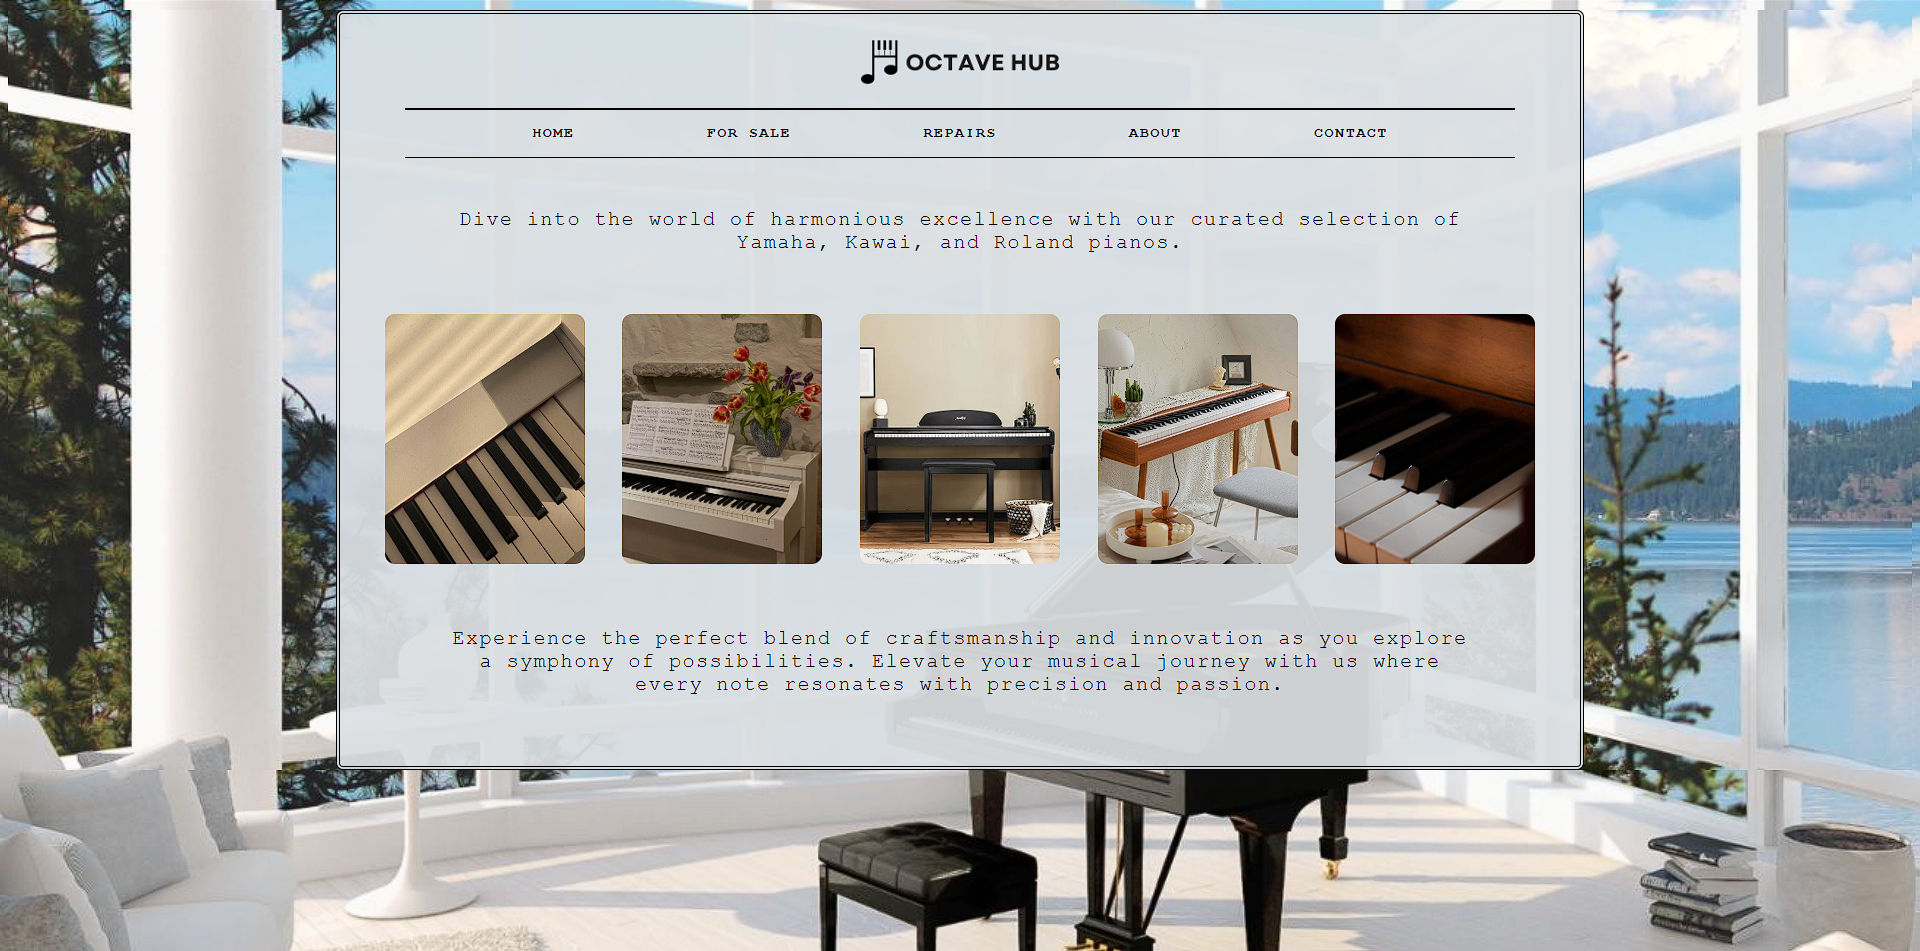 OCTAVE HUB
HOME FOR SALE REPAIRS ABOUT CONTACT
Dive into the world of harmonious excellence with our curated selection of
Yamaha, Kawai, and Roland pianos.
Experience the perfect blend of craftsmanship and innovation as you explore
a symphony of possibilities. Elevate your musical journey with us where
every note resonates with precision and passion.